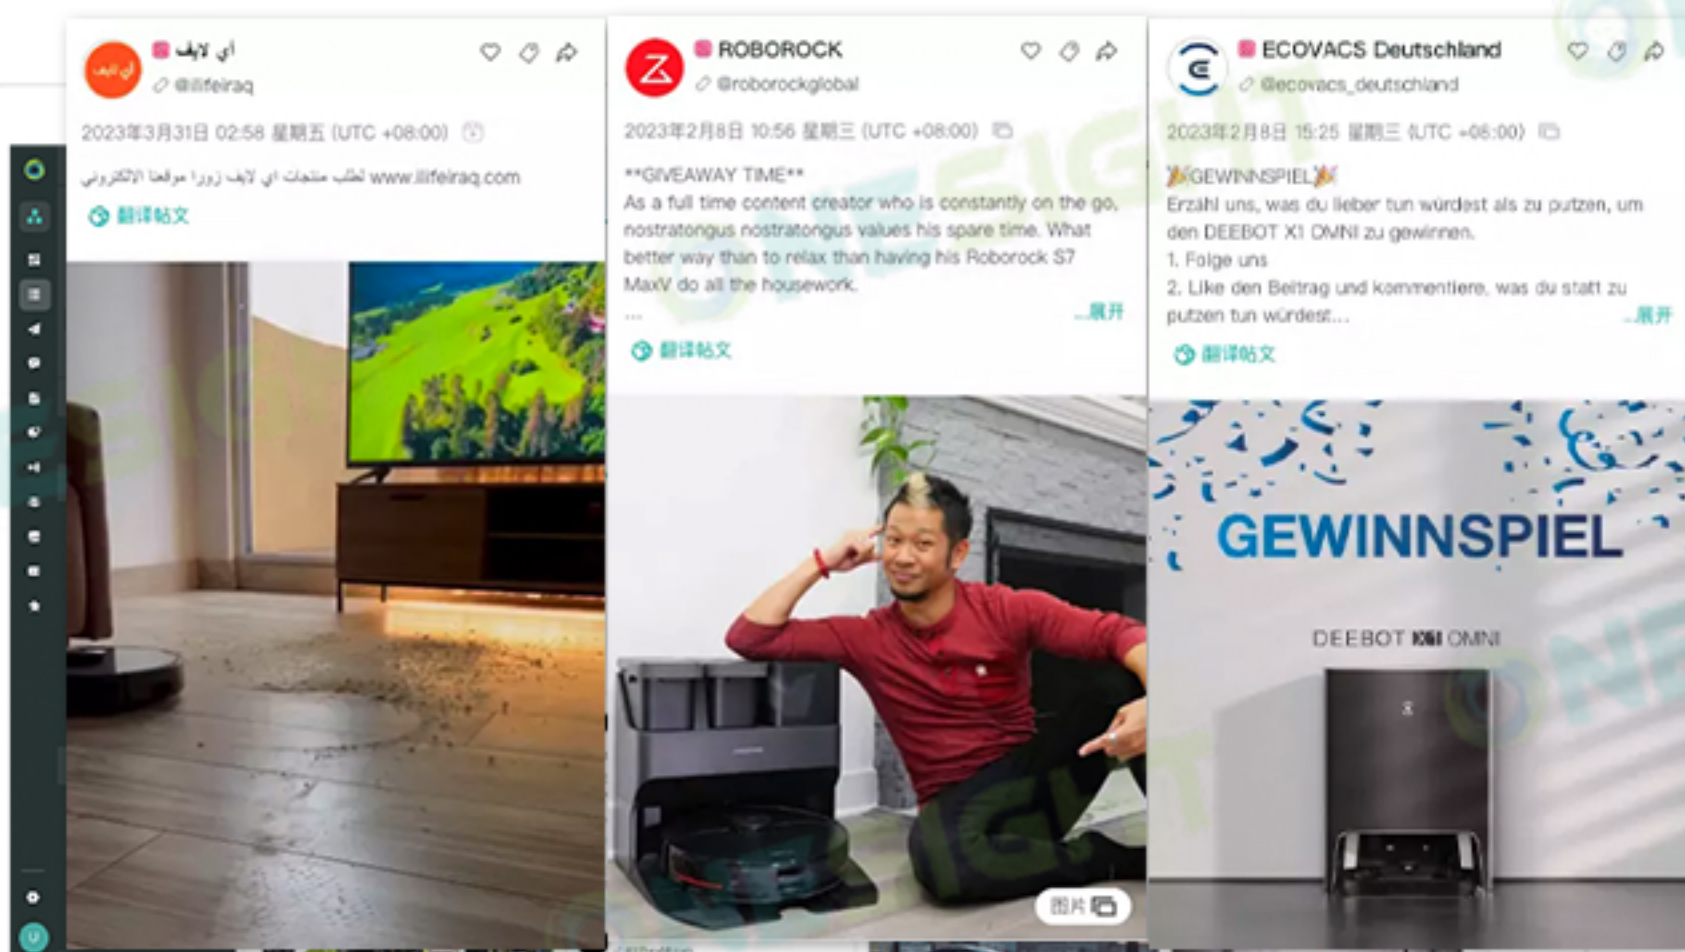 أي لايف
أي لايف
@ilifeiraq
2023年3月31日 02:58 星期五 (UTC +08:00)
لطلب منتجات اي لايف زورا موقعنا الالكتروني www.ilifeiraq.com
翻译帖文
ROBOROCK
@roborockglobal
2023年2月8日 10:56 星期三 (UTC +08:00)
**GIVEAWAY TIME**
As a full time content creator who is constantly on the go,
nostratongus nostratongus values his spare time. What
better way than to relax than having his Roborock S7
MaxV do all the housework.
...
...展开
翻译帖文
图片
ECOVACS Deutschland
@ecovacs_deutschland
2023年2月8日 15:25 星期三 (UTC +08:00)
🎉GEWINNSPIEL🎉
Erzähl uns, was du lieber tun würdest als zu putzen, um
den DEEBOT X1 OMNI zu gewinnen.
1. Folge uns
2. Like den Beitrag und kommentiere, was du statt zu
putzen tun würdest...
...展开
翻译帖文
GEWINNSPIEL
DEEBOT X1 OMNI
ONESIGHT
U